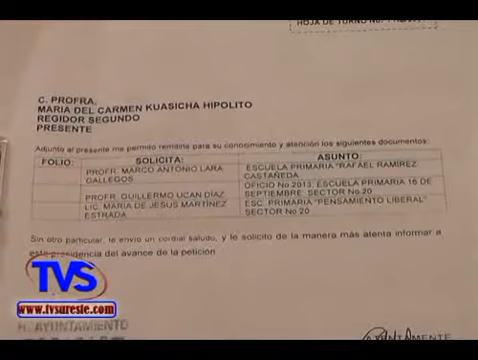 HOJA DE TURNO No.
C. PROFRA.
MARIA DEL CARMEN KUASICHA HIPOLITO
REGIDOR SEGUNDO
PRESENTE
Adjunto al presente me permito remitirla para su conocimiento y atención los siguientes documentos:
FOLIO: SOLICITA: ASUNTO:
PROFR. MARCO ANTONIO LARA GALLEGOS ESCUELA PRIMARIA "RAFAEL RAMIREZ CASTAÑEDA
PROFR. GUILLERMO UCAN DÍAZ OFICIO No 2013, ESCUELA PRIMARIA 16 DE SEPTIEMBRE, SECTOR No.20
LIC. MARIA DE JESUS MARTÍNEZ ESTRADA ESC. PRIMARIA "PENSAMIENTO LIBERAL" SECTOR No 20
Sin otro particular, le envío un cordial saludo, y le solicito de la manera más atenta informar a
esta presidencia del avance de la petición.
TVS
www.tvsureste.com
H. AYUNTAMIENTO